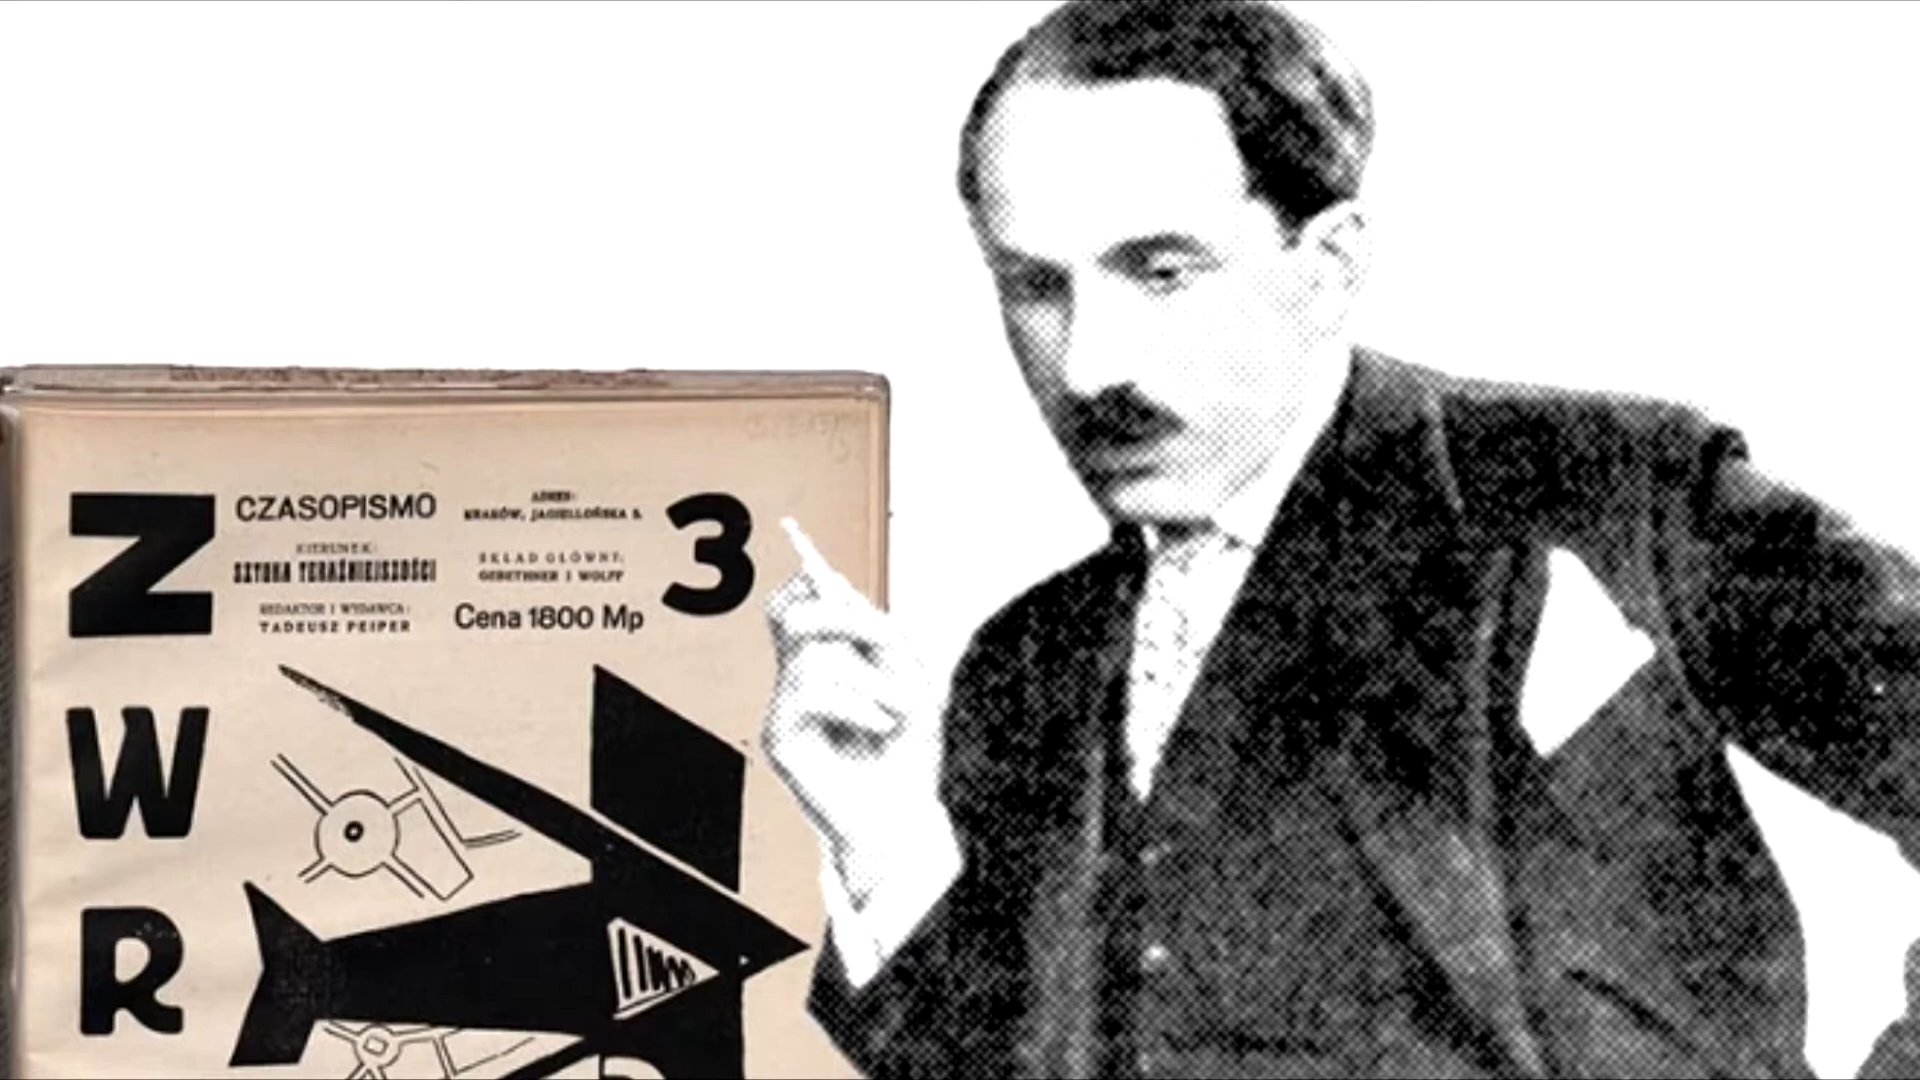 Z
CZASOPISMO
KIERUNEK:
SZTUKA TERAŹNIEJSZOŚCI
REDAKTOR I WYDAWCA:
TADEUSZ PEIPER
ADRES:
KRAKÓW, JAGIELLOŃSKA 5.
SKŁAD GŁÓWNY:
GEBETHNER I WOLFF
Cena 1800 Mp
3
W
R